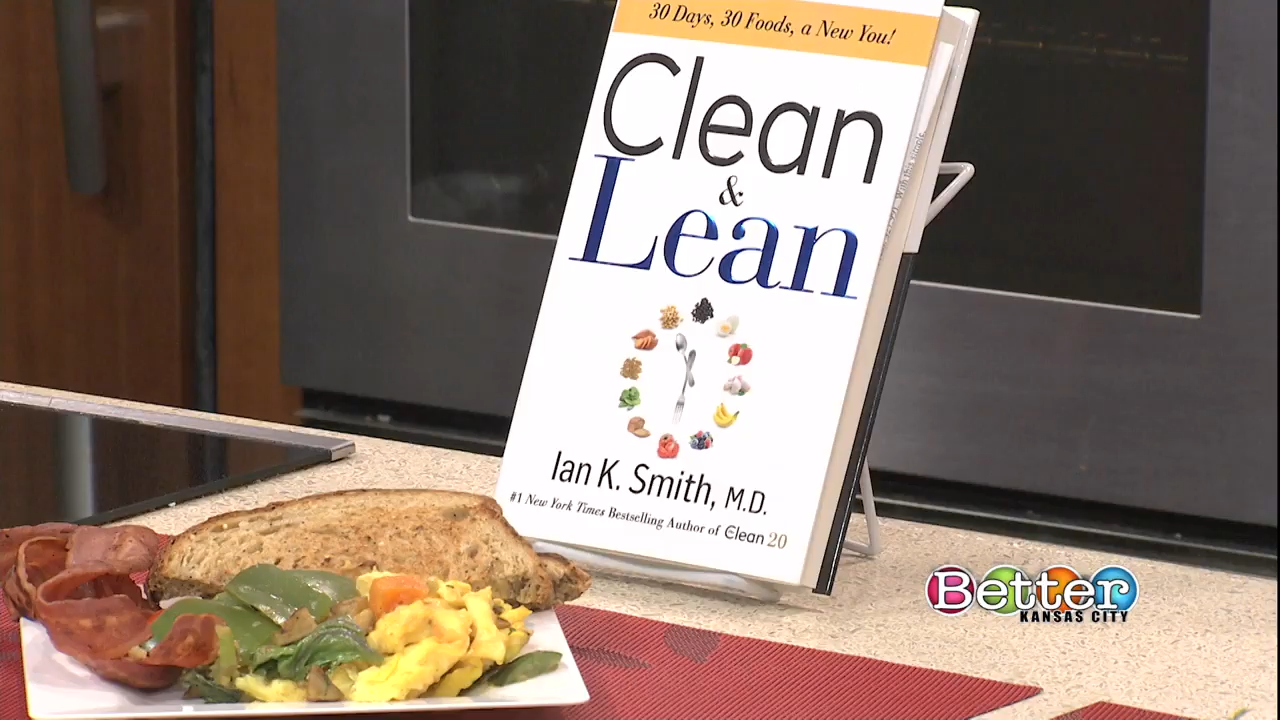 30 Days, 30 Foods, a New You!
Clean
&
Lean
Ian K. Smith, M.D.
#1 New York Times Bestselling Author of Clean 20
Better
KANSAS CITY